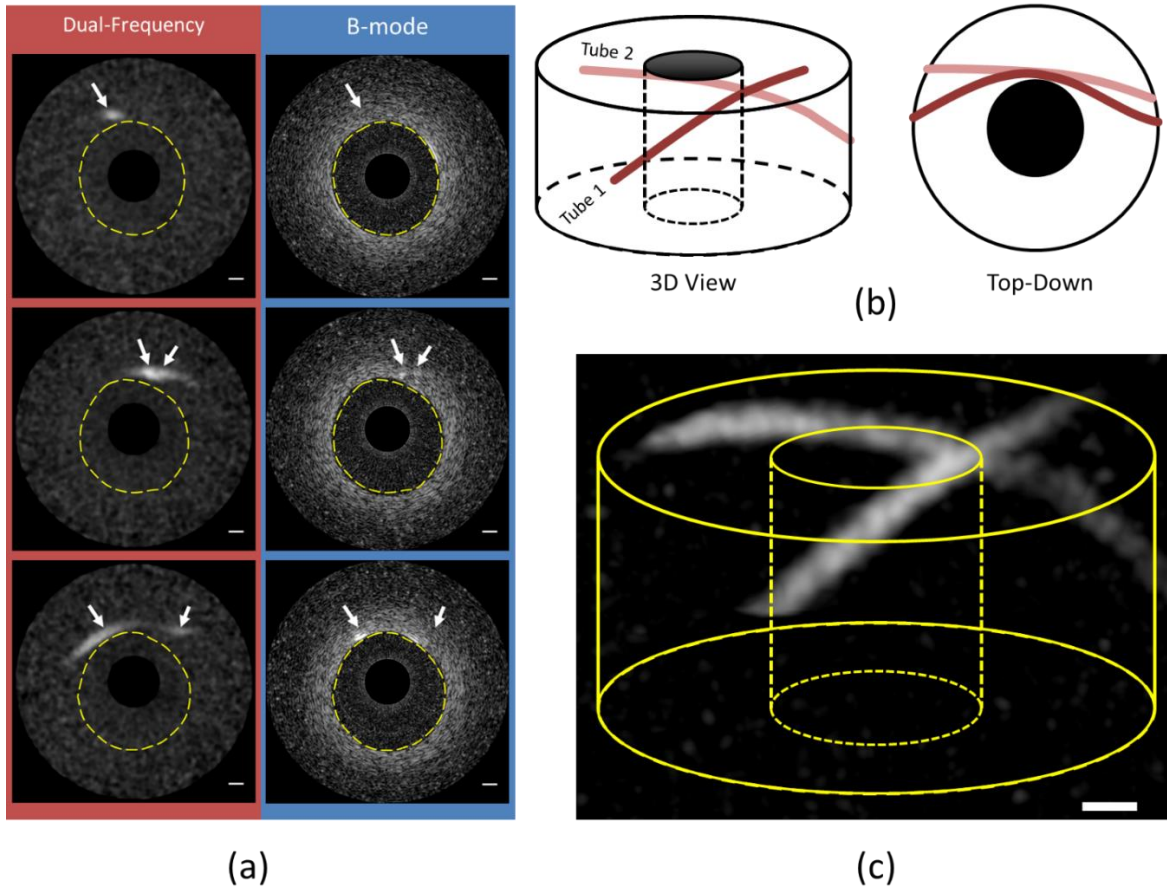 Dual-Frequency
B-mode
(a)
Tube 2
Tube 1
3D View
Top-Down
(b)
(c)